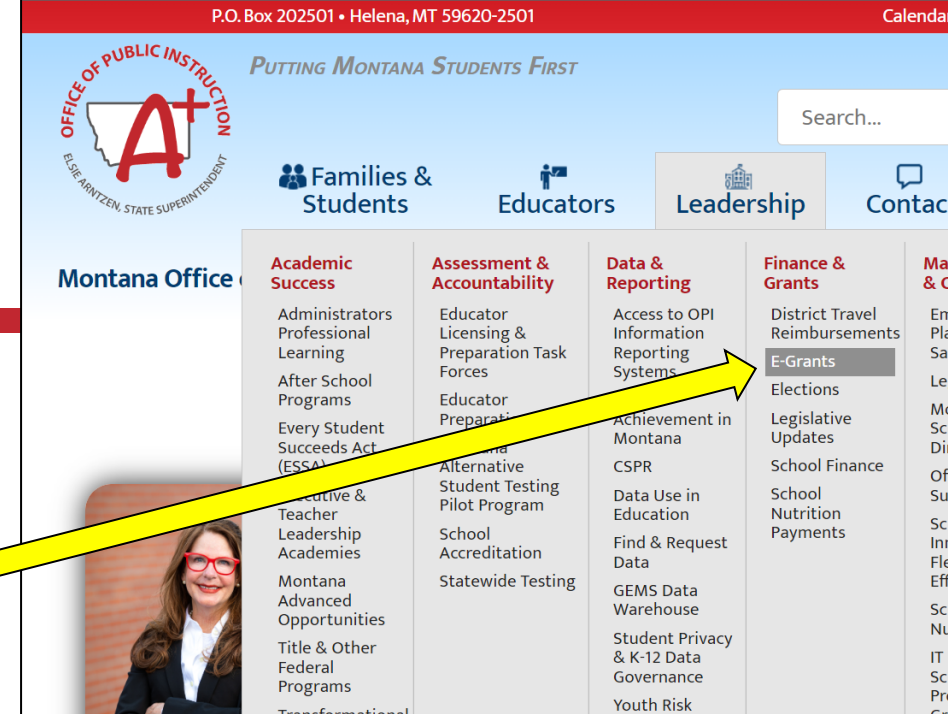 P.O. Box 202501 • Helena, MT 59620-2501
OFFICE OF PUBLIC INSTRUCTION
A+
ELSIE ARNTZEN, STATE SUPERINTENDENT
PUTTING MONTANA STUDENTS FIRST
Search...
Families &
Students
Educators
Leadership
Montana Office
Academic
Success
Administrators
Professional
Learning
After School
Programs
Every Student
Succeeds Act
(ESSA)
&
Teacher
Leadership
Academies
Montana
Advanced
Opportunities
Title & Other
Federal
Programs
Transformational
Assessment &
Accountability
Educator
Licensing &
Preparation Task
Forces
Educator
Alternative
Student Testing
Pilot Program
School
Accreditation
Statewide Testing
Data &
Reporting
Access to OPI
Information
Reporting
Systems
Achievement in
Montana
CSPR
Data Use in
Education
Find & Request
Data
GEMS Data
Warehouse
Student Privacy
& K-12 Data
Governance
Youth Risk
Finance &
Grants
District Travel
Reimbursements
E-Grants
Elections
Legislative
Updates
School Finance
School
Nutrition
Payments